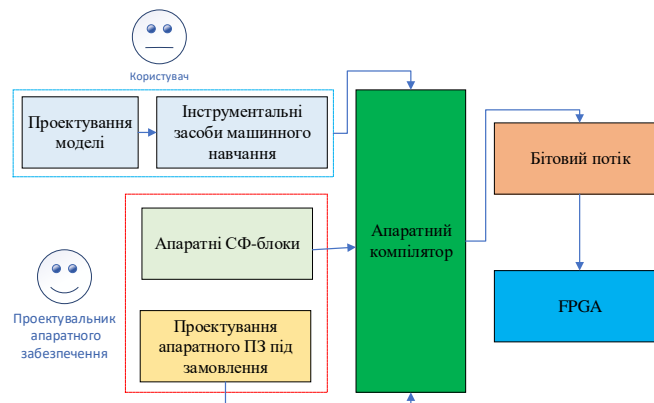 Користувач
Проектування
моделі
Інструментальні
засоби машинного
навчання
Апаратний
компілятор
Бітовий потік
Апаратні СФ-блоки
FPGA
Проектувальник
апаратного
забезпечення
Проектування
апаратного ПЗ під
замовлення